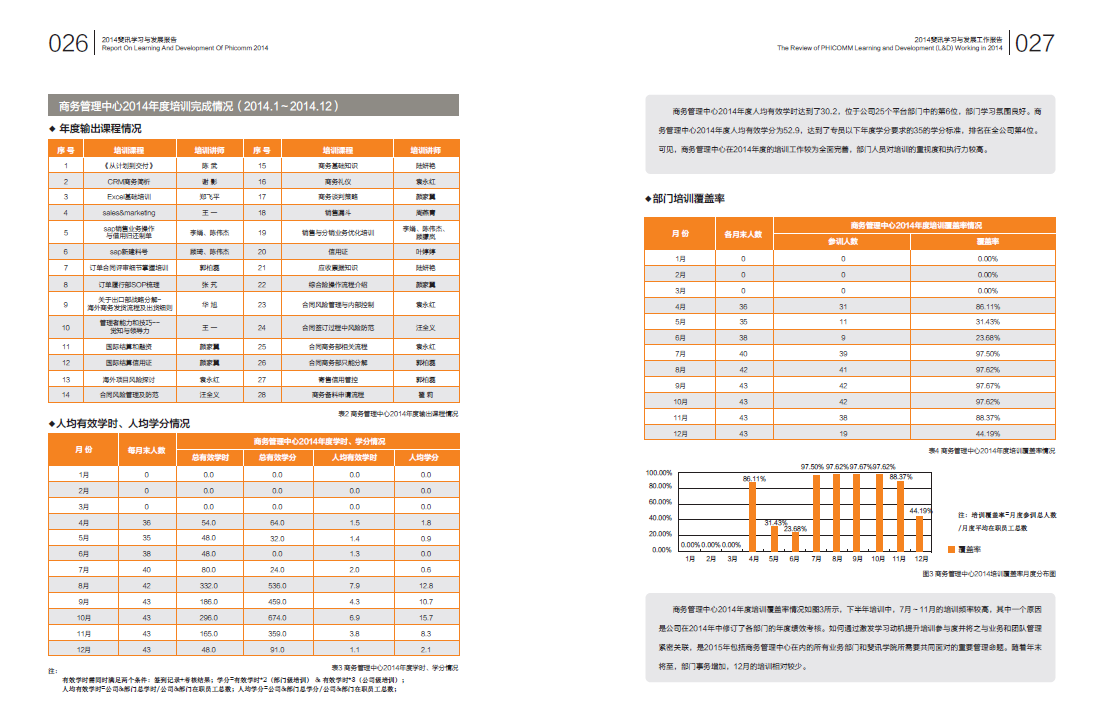 026
2014斐讯学习与发展报告
Report On Learning And Development Of Phicomm 2014
商务管理中心2014年度培训完成情况（2014.1～2014.12）
◆ 年度输出课程情况
序 号 培训课程 培训讲师 序 号 培训课程 培训讲师
1 《从计划到交付》 陈 虎 15 商务基础知识 陆妍艳
2 CRM商务简析 谢 影 16 商务礼仪 袁永红
3 Excel基础培训 郑飞平 17 商务谈判策略 颜家翼
4 sales&marketing 王 一 18 销售漏斗 周燕青
5 sap销售业务操作 与信用归还制单 李娟、陈伟杰 19 销售与分销业务优化培训 李娟、陈伟杰、
6 sap新建料号 顾琦、陈伟杰 20 信用证 叶婷婷
7 订单合同评审细节掌握培训 郭柏磊 21 应收票据知识 陆妍艳
8 订单履行部SOP梳理 张 艽 22 综合险操作流程介绍 颜家翼
9 关于出口部战略分解- 海外商务发货流程及出货细则 华 旭 23 合同风险管理与内部控制 袁永红
10 管理者能力和技巧-- 觉知与领导力 王 一 24 合同签订过程中风险防范 汪全义
11 国际结算和融资 颜家翼 25 合同商务部相关流程 袁永红
12 国际结算信用证 颜家翼 26 合同商务部只能分解 郭柏磊
13 海外项目风险探讨 袁永红 27 寄售信用管控 郭柏磊
14 合同风险管理及防范 汪全义 28 商务备料申请流程 莉
表2 商务管理中心2014年度输出课程情况
◆人均有效学时、人均学分情况
月 份 每月末人数 商务管理中心2014年度学时、学分情况
总有效学时 总有效学分 人均有效学时 人均学分
1月 0 0.0 0.0 0.0 0.0
2月 0 0.0 0.0 0.0 0.0
3月 0 0.0 0.0 0.0 0.0
4月 36 54.0 64.0 1.5 1.8
5月 35 48.0 32.0 1.4 0.9
6月 38 48.0 0.0 1.3 0.0
7月 40 80.0 24.0 2.0 0.6
8月 42 332.0 536.0 7.9 12.8
9月 43 186.0 459.0 4.3 10.7
10月 43 296.0 674.0 6.9 15.7
11月 43 165.0 359.0 3.8 8.3
12月 43 48.0 91.0 1.1 2.1
表3 商务管理中心2014年度学时、学分情况
注：
有效学时需同时满足两个条件：签到记录+考核结果；学分=有效学时*2（部门级培训） & 有效学时*3（公司级培训）；
人均有效学时=公司&部门总学时/公司&部门在职员工总数；人均学分=公司&部门总学分/公司&部门在职员工总数；
2014斐讯学习与发展工作报告
The Review of PHICOMM Learning and Development (L&D) Working in 2014
027
商务管理中心2014年度人均有效学时达到了30.2，位于公司25个平台部门中的第6位，部门学习氛围良好。商
务管理中心2014年度人均有效学分为52.9，达到了专员以下年度学分要求的35的学分标准，排名在全公司第4位。
可见，商务管理中心在2014年度的培训工作较为全面完善，部门人员对培训的重视度和执行力较高。
◆部门培训覆盖率
月 份 各月末人数 商务管理中心2014年度培训覆盖率情况
参训人数 覆盖率
1月 0 0 0.00%
2月 0 0 0.00%
3月 0 0 0.00%
4月 36 31 86.11%
5月 35 11 31.43%
6月 38 9 23.68%
7月 40 39 97.50%
8月 42 41 97.62%
9月 43 42 97.67%
10月 43 42 97.62%
11月 43 38 88.37%
12月 43 19 44.19%
表4 商务管理中心2014年度培训覆盖率情况
100.00%
80.00%
60.00%
40.00%
20.00%
0.00%
0.00% 0.00% 0.00% 86.11% 31.43% 23.68% 97.50% 97.62% 97.67% 97.62% 88.37% 44.19%
1月 2月 3月 4月 5月 6月 7月 8月 9月 10月 11月 12月
注：培训覆盖率=月度参训总人数
/月度平均在职员工总数
覆盖率
图3 商务管理中心2014培训覆盖率月度分布图
商务管理中心2014年度培训覆盖率情况如图3所示，下半年培训中，7月～11月的培训频率较高，其中一个原因
是公司在2014年中修订了各部门的年度绩效考核。如何通过激发学习动机提升培训参与度并将之与业务和团队管理
紧密关联，是2015年包括商务管理中心在内的所有业务部门和斐讯学院所需要共同面对的重要管理命题。随着年末
将至，部门事务增加，12月的培训相对较少。